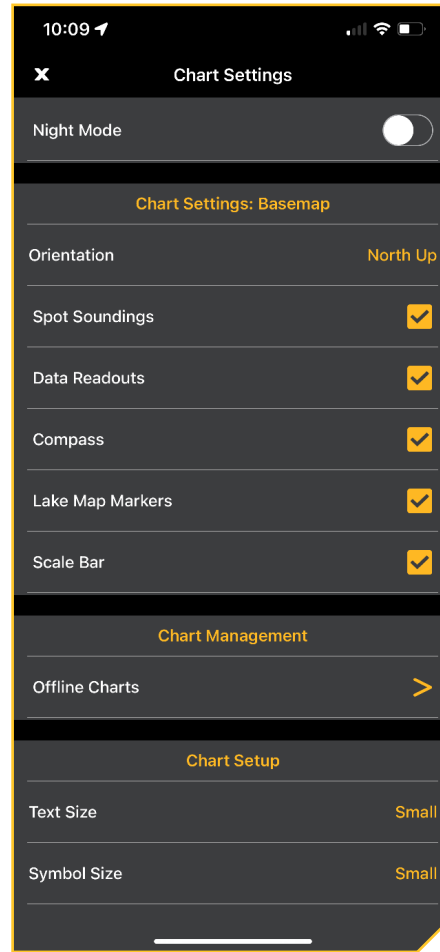 10:09
X
Chart Settings
Night Mode
Chart Settings: Basemap
Orientation North Up
Spot Soundings
Data Readouts
Compass
Lake Map Markers
Scale Bar
Chart Management
Offline Charts >
Chart Setup
Text Size Small
Symbol Size Small